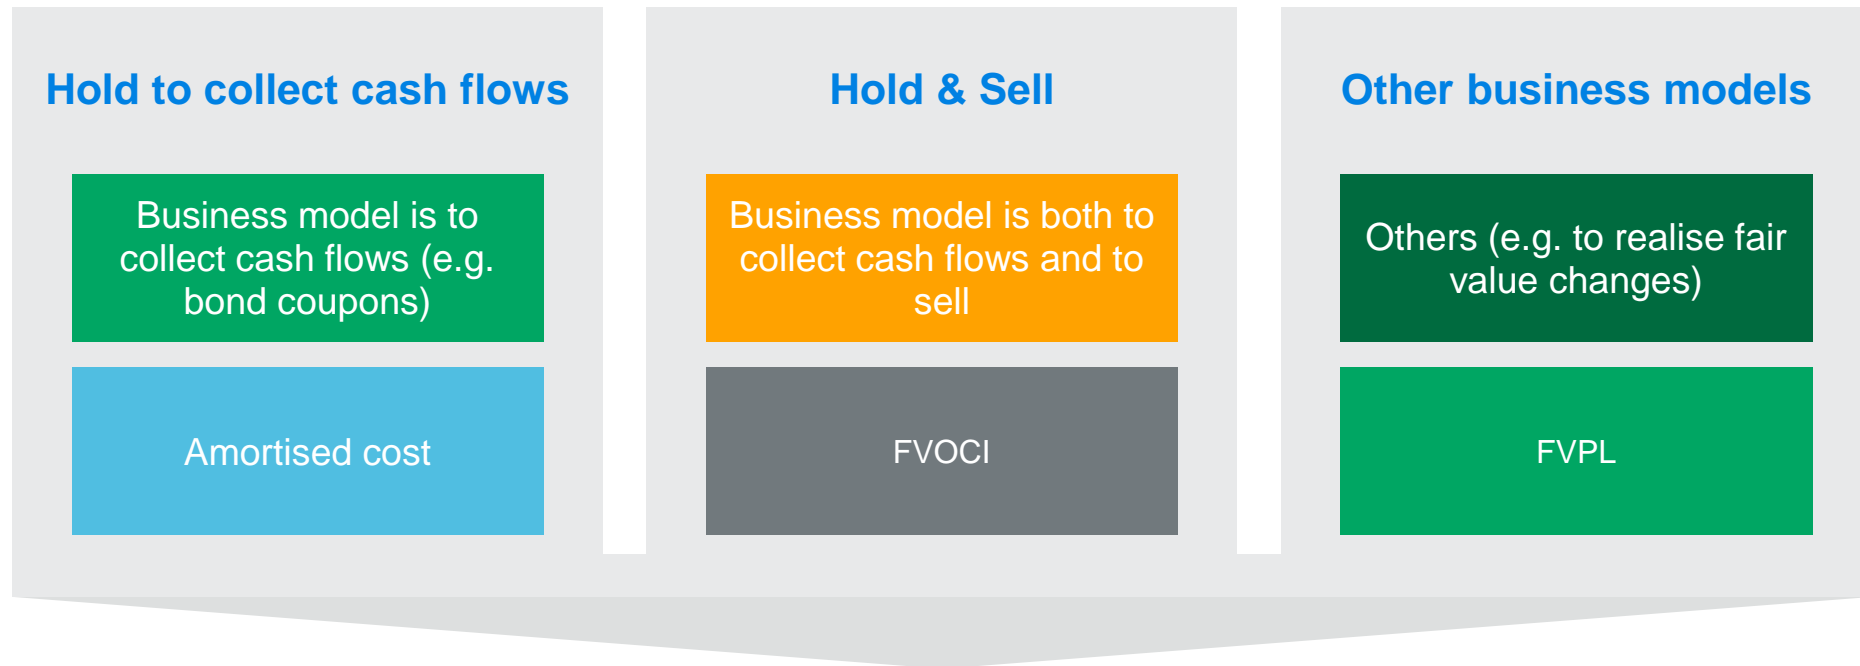 Hold to collect cash flows
Business model is to
collect cash flows (e.g.
bond coupons)
Amortised cost
Hold & Sell
Business model is both to
collect cash flows and to
sell
FVOCI
Other business models
Others (e.g. to realise fair
value changes)
FVPL